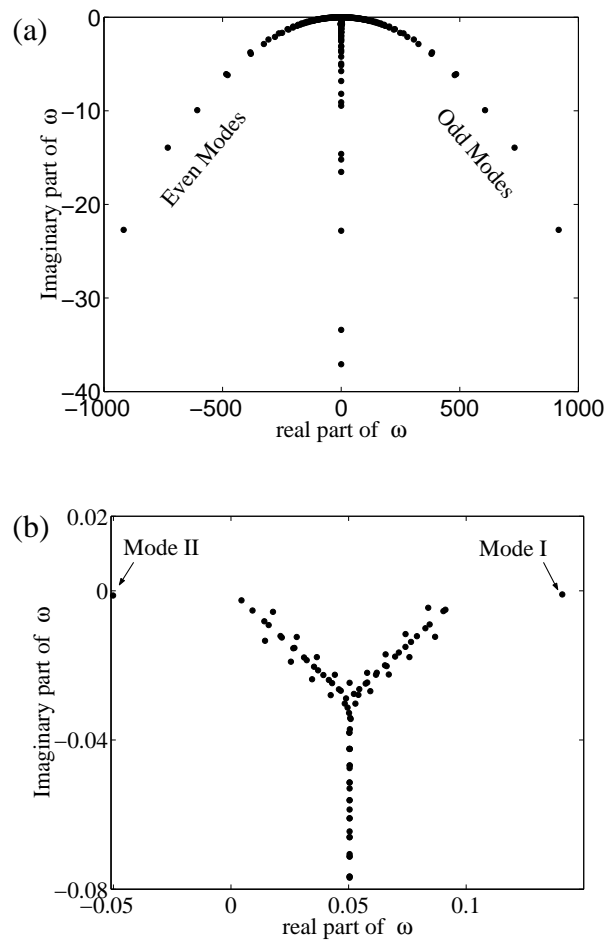 (a)
0
−10
−20
−30
−40
Imaginary part of ω
Even Modes
Odd Modes
−1000
−500
0
500
1000
real part of ω
(b)
0.02
0
−0.04
−0.08
Imaginary part of ω
Mode II
Mode I
−0.05
0
0.05
0.1
real part of ω